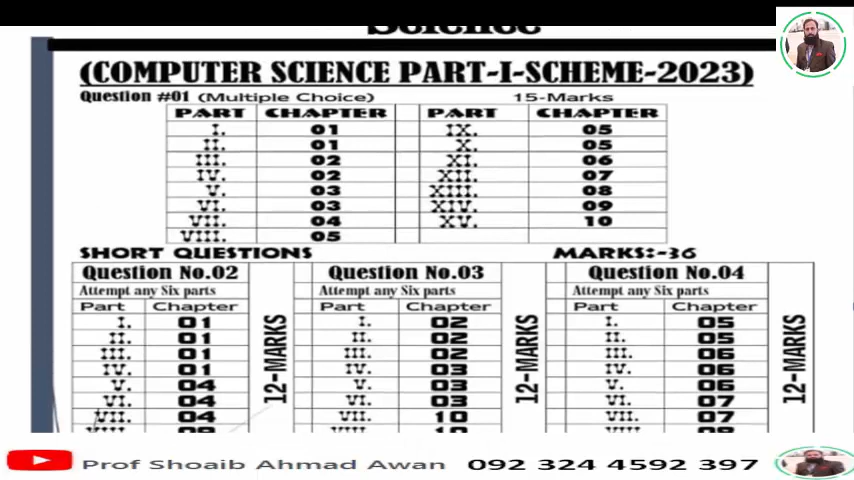 Science
(COMPUTER SCIENCE PART-I-SCHEME-2023)
Question #01 (Multiple Choice) 15-Marks
PART CHAPTER PART CHAPTER
I. 01 IX. 05
II. 01 X. 05
III. 02 XI. 06
IV. 02 XII. 07
V. 03 XIII. 08
VI. 03 XIV. 09
VII. 04 XV. 10
VIII. 05
SHORT QUESTIONS MARKS:-36
Question No.02 Question No.03 Question No.04
Attempt any Six parts Attempt any Six parts Attempt any Six parts
Part Chapter Part Chapter Part Chapter
I. 01 I. 02 I. 05
II. 01 II. 02 II. 05
III. 01 III. 02 III. 06
IV. 01 IV. 03 IV. 06
V. 04 V. 03 V. 06
VI. 04 VI. 03 VI. 07
VII. 04 VII. 10 VII. 07
12-MARKS 12-MARKS 12-MARKS
Prof Shoaib Ahmad Awan 092 324 4592 397